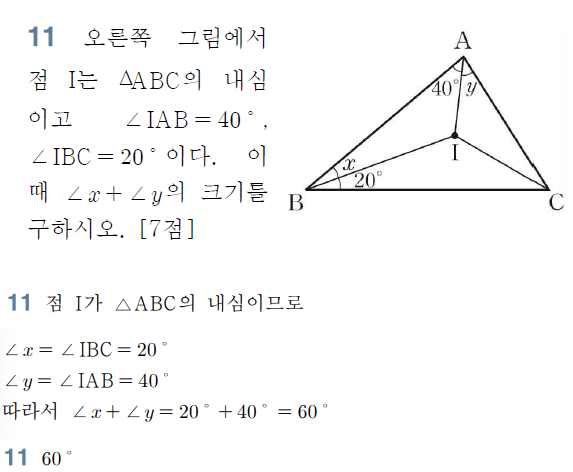 11 오른쪽 그림에서
점 I는 △ABC의 내심
이고 ∠IAB=40°,
∠IBC=20°이다. 이
때 ∠x+∠y의 크기를
구하시오. [7점]
A
40° y
I
x
20°
B
C
11 점 I가 △ABC의 내심이므로
∠x=∠IBC=20°
∠y=∠IAB=40°
따라서 ∠x+∠y=20°+40°=60°
11 60°